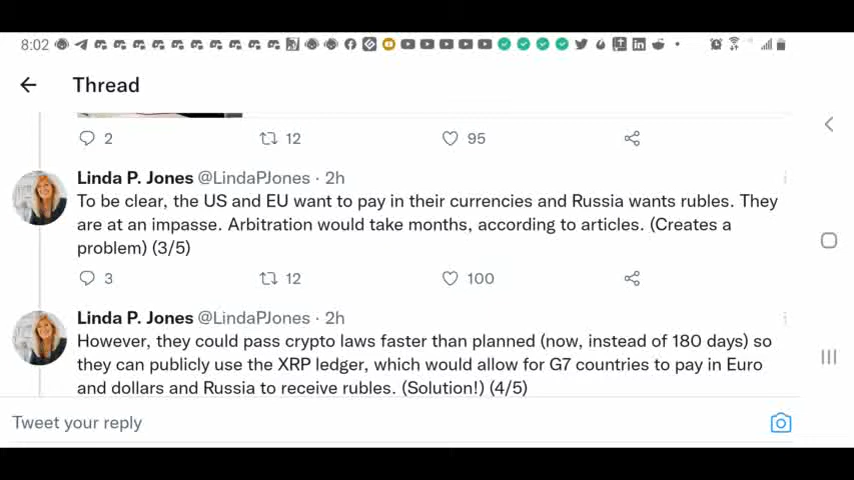 8:02
Thread
2
12
95
Linda P. Jones @LindaPJones · 2h
To be clear, the US and EU want to pay in their currencies and Russia wants rubles. They
are at an impasse. Arbitration would take months, according to articles. (Creates a
problem) (3/5)
3
12
100
Linda P. Jones @LindaPJones · 2h
However, they could pass crypto laws faster than planned (now, instead of 180 days) so
they can publicly use the XRP ledger, which would allow for G7 countries to pay in Euro
and dollars and Russia to receive rubles. (Solution!) (4/5)
Tweet your reply